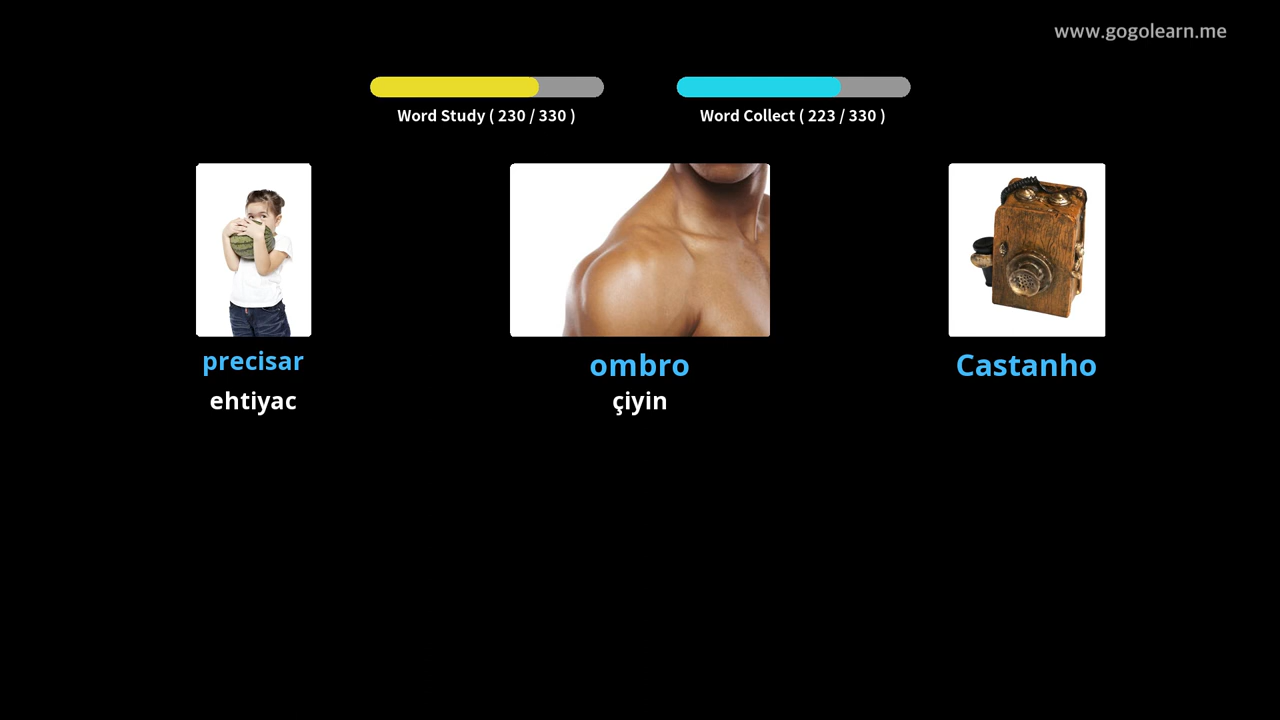 www.gogolearn.me
Word Study ( 230 / 330 )
Word Collect ( 223 / 330 )
precisar
ehtiyac
ombro
çiyin
Castanho